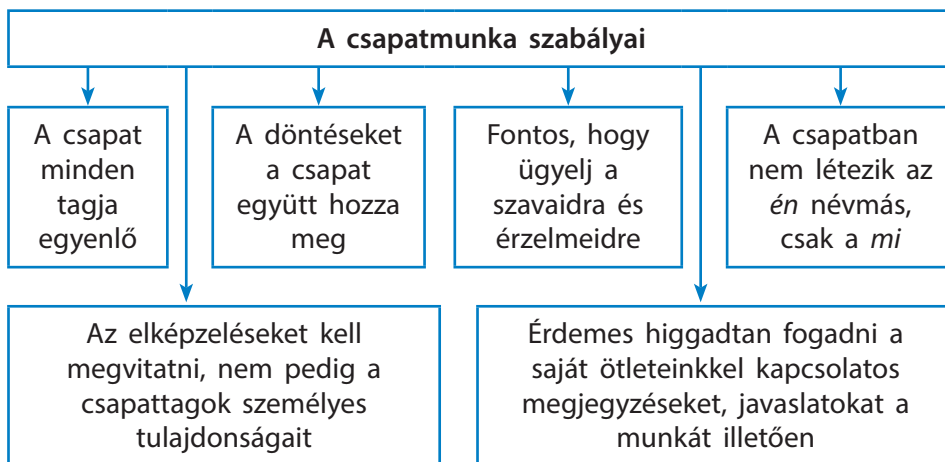 A csapatmunka szabályai
A csapat
minden
tagja
egyenlő
A döntéseket
a csapat
együtt hozza
meg
Fontos, hogy
ügyelj a
szavaidra és
érzelmeidre
A csapatban
nem létezik az
én névmás,
csak a mi
Az elképzeléseket kell
megvitatni, nem pedig a
csapattagok személyes
tulajdonságait
Érdemes higgadtan fogadni a
saját ötleteinkkel kapcsolatos
megjegyzéseket, javaslatokat a
munkát illetően